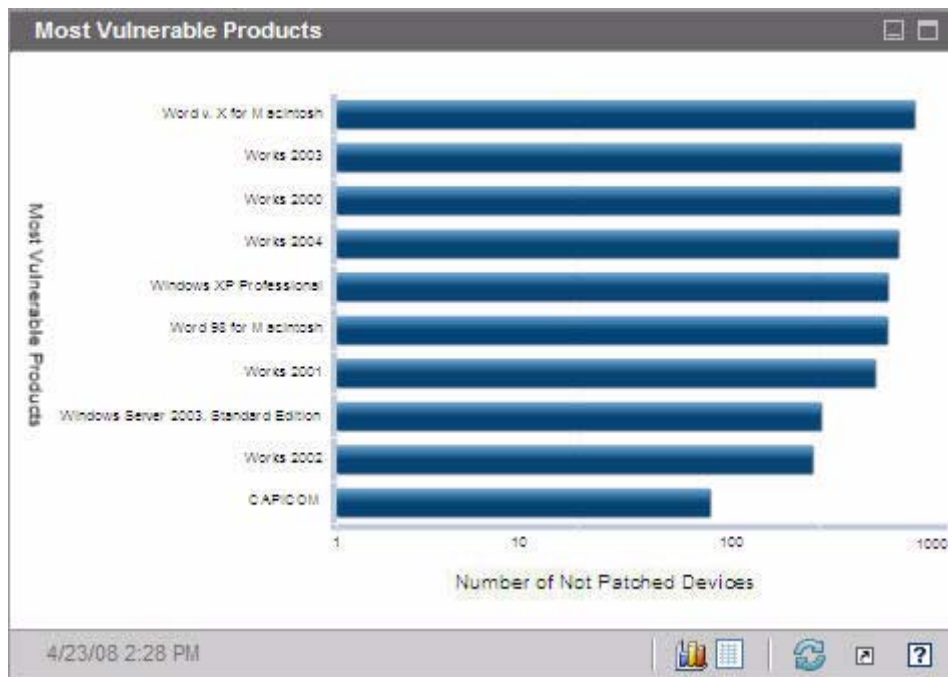 Most Vulnerable Products
Most Vulnerable Products
Word v. X for Macintosh
Works 2003
Works 2000
Works 2004
Windows XP Professional
Word 98 for Macintosh
Works 2001
Windows Server 2003, Standard Edition
Works 2002
CAPICOM
1 10 100 1000
Number of Not Patched Devices
4/23/08 2:28 PM
?